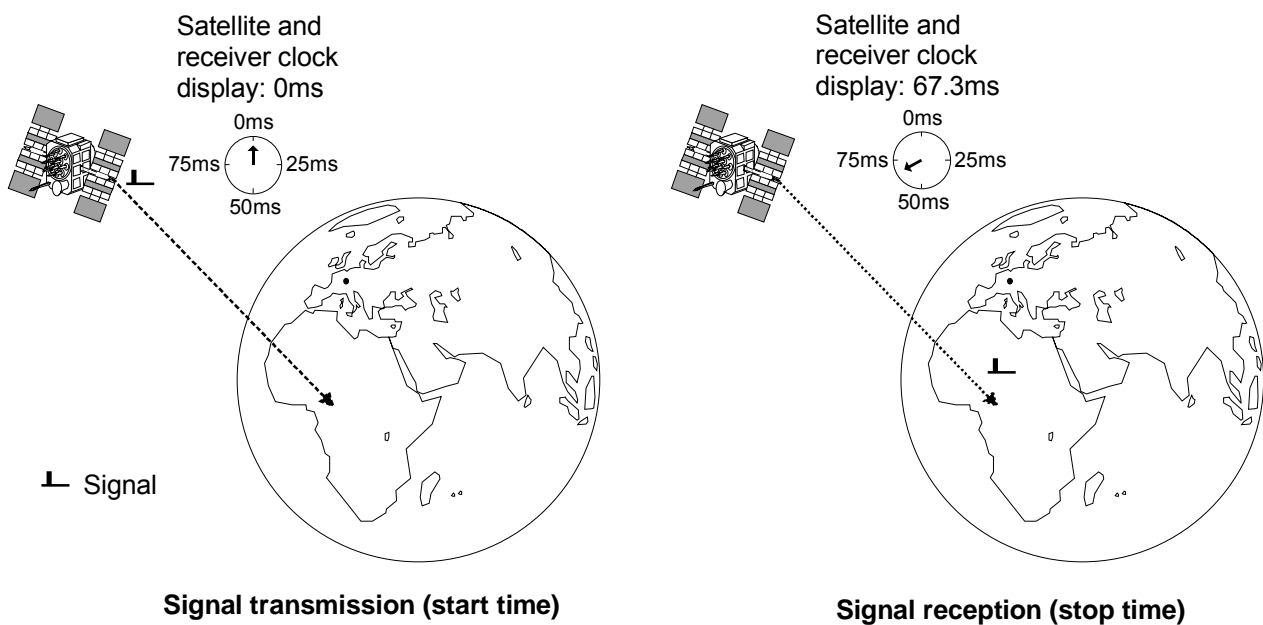 Satellite and
receiver clock
display: 0ms
0ms
75ms
25ms
50ms
Signal
Signal transmission (start time)
Satellite and
receiver clock
display: 67.3ms
0ms
75ms
25ms
50ms
Signal reception (stop time)